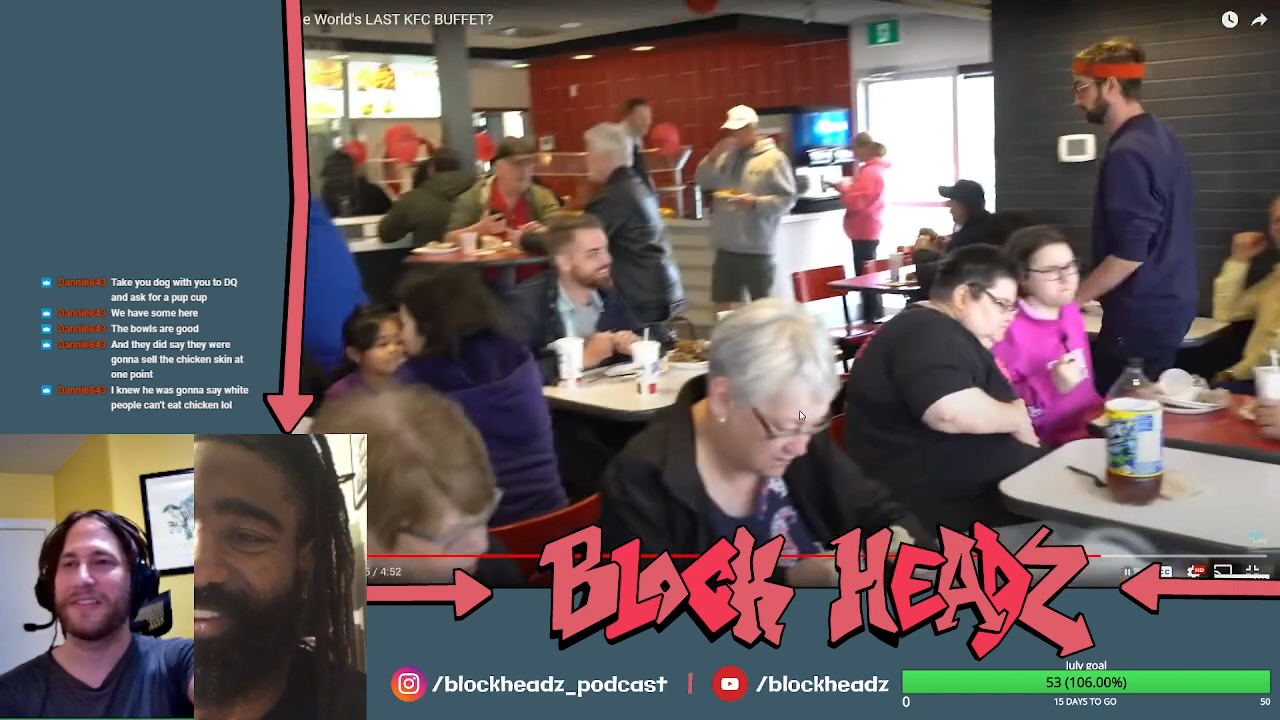 e World's LAST KFC BUFFET?
Dannie843 Take you dog with you to DQ
and ask for a pup cup
Dannie843 We have some here
Dannie843 The bowls are good
Dannie843 And they did say they were
gonna sell the chicken skin at
one point
Dannie843 I knew he was gonna say white
people can't eat chicken lol
5 / 4:52
HD
BLOCK HEADZ
/blockheadz_podcast | /blockheadz
July goal
53 (106.00%)
0 15 DAYS TO GO 50